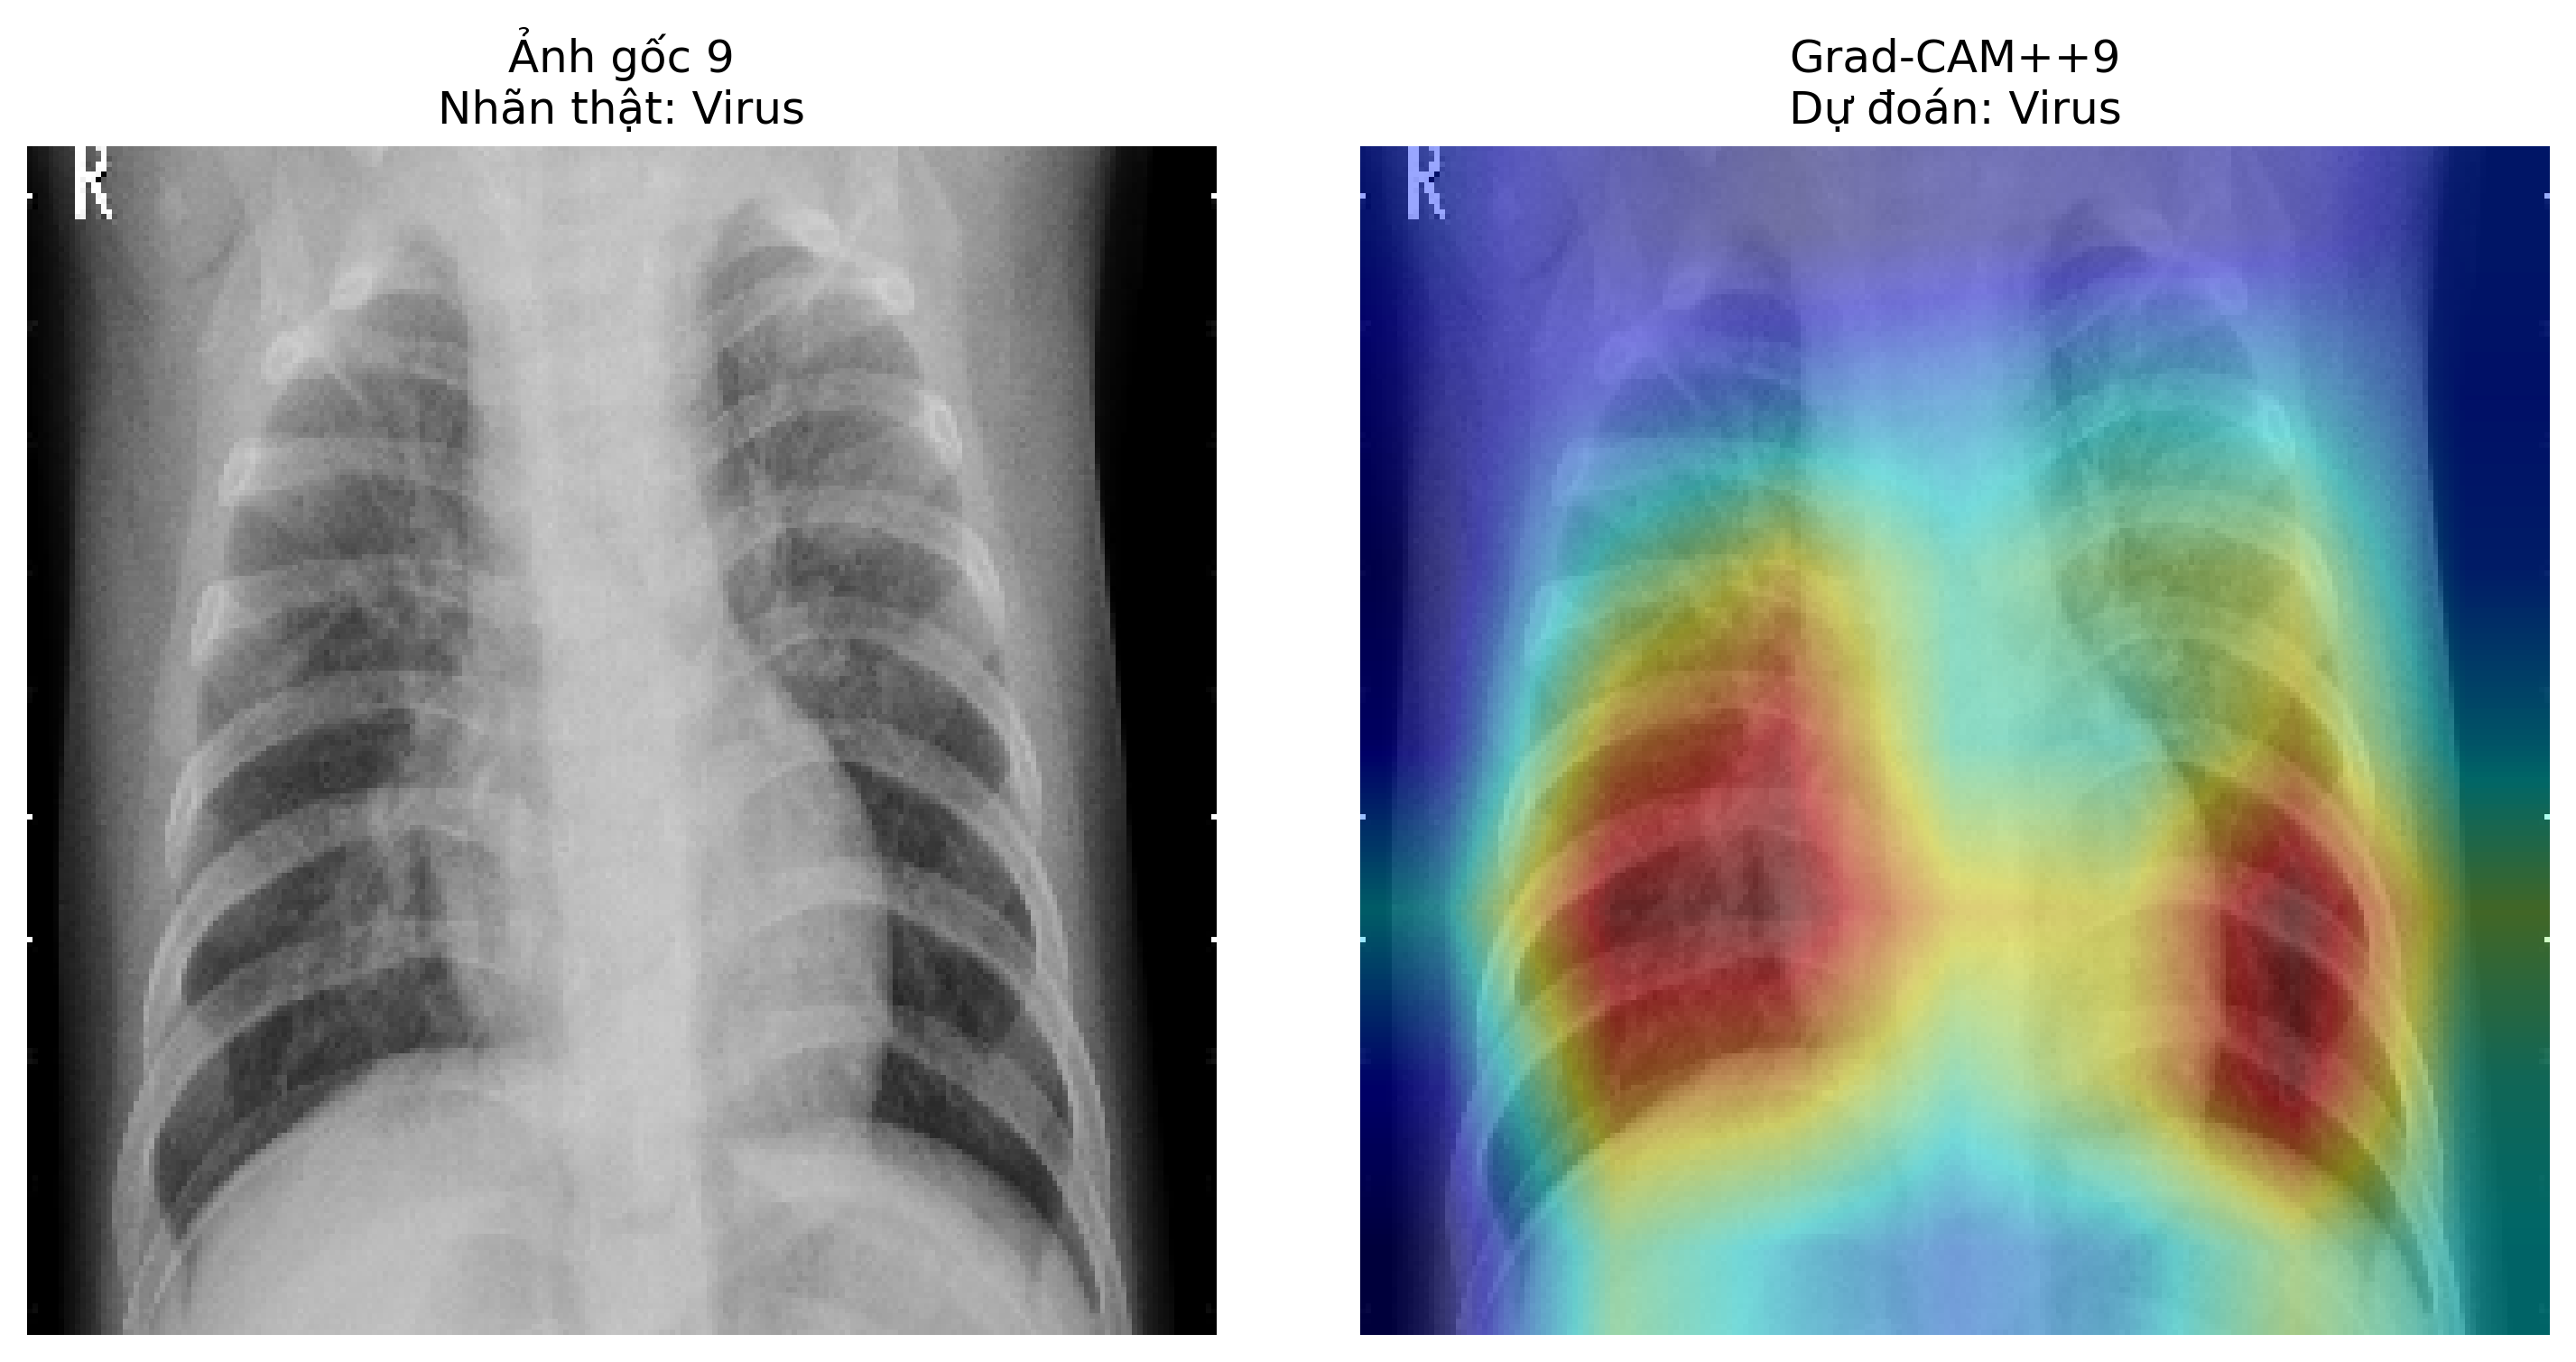 Ảnh gốc 9
Nhãn thật: Virus
Grad-CAM++9
Dự đoán: Virus
R
R